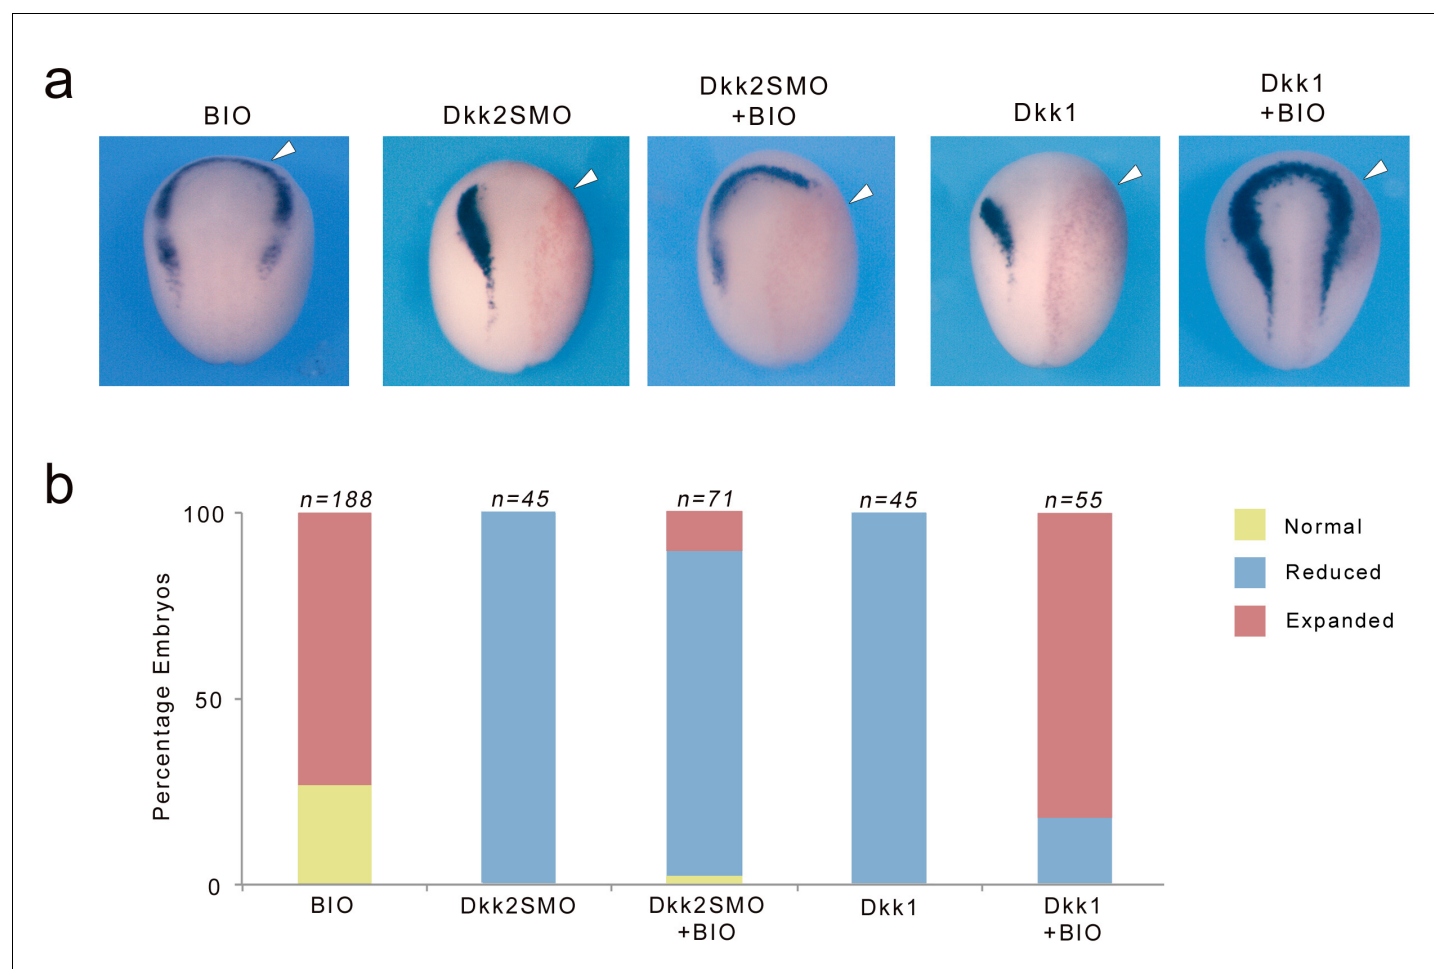 a
BIO
Dkk2SMO
Dkk2SMO
+BIO
Dkk1
Dkk1
+BIO
b
n=188
n=45
n=71
n=45
n=55
100
50
0
Percentage Embryos
Normal
Reduced
Expanded
BIO
Dkk2SMO
Dkk2SMO
+BIO
Dkk1
Dkk1
+BIO